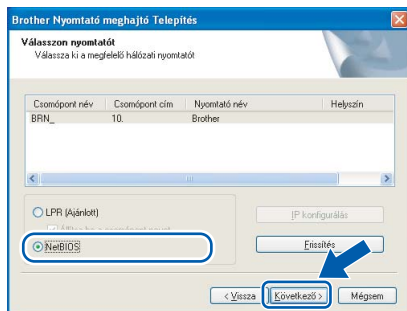 Brother Nyomtató meghajtó Telepítés
Válasszon nyomtatót
Válassza ki a megfelelő hálózati nyomtatót
Csomópont név Csomópont cím Nyomtató név Helyszín
BRN_ 10. Brother
LPR (Ajánlott)
IP konfigurálás
NetBIOS
Frissítés
< Vissza Következő > Mégsem